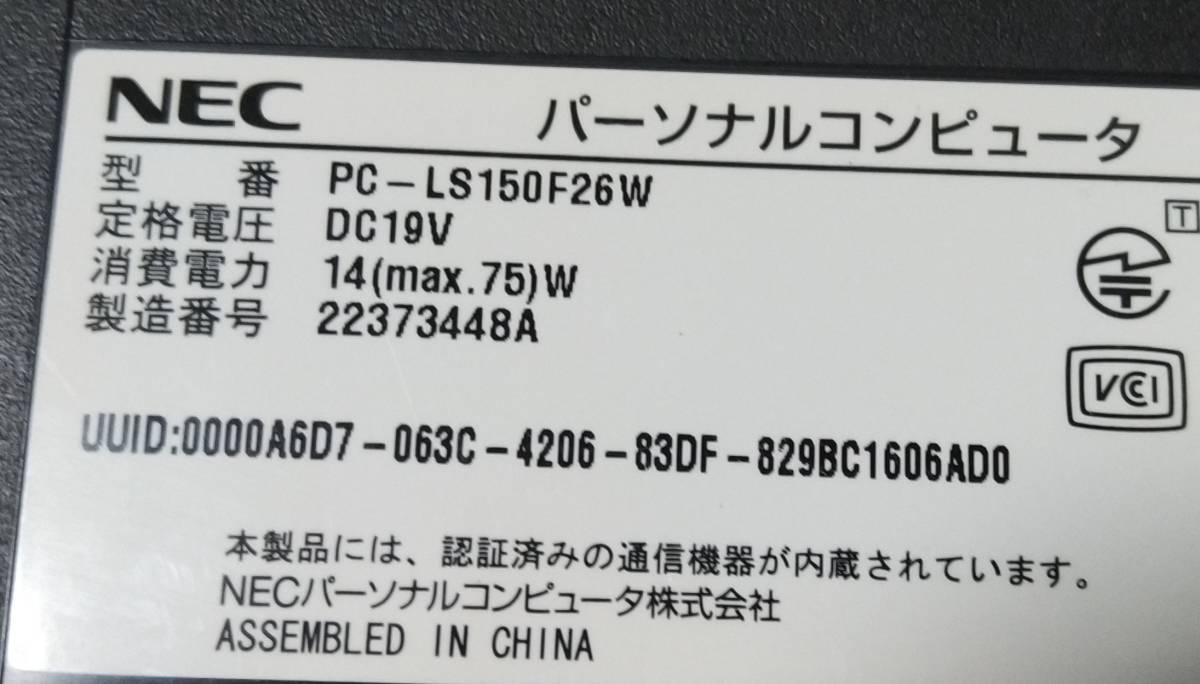 NEC パーソナルコンピュータ
型 番 PC-LS150F26W
定格電圧 DC19V
消費電力 14(max.75)W
製造番号 22373448A
T
VCCI
UUID:0000A6D7-063C-4206-83DF-829BC1606AD0
本製品には、認証済みの通信機器が内蔵されています。
NECパーソナルコンピュータ株式会社
ASSEMBLED IN CHINA